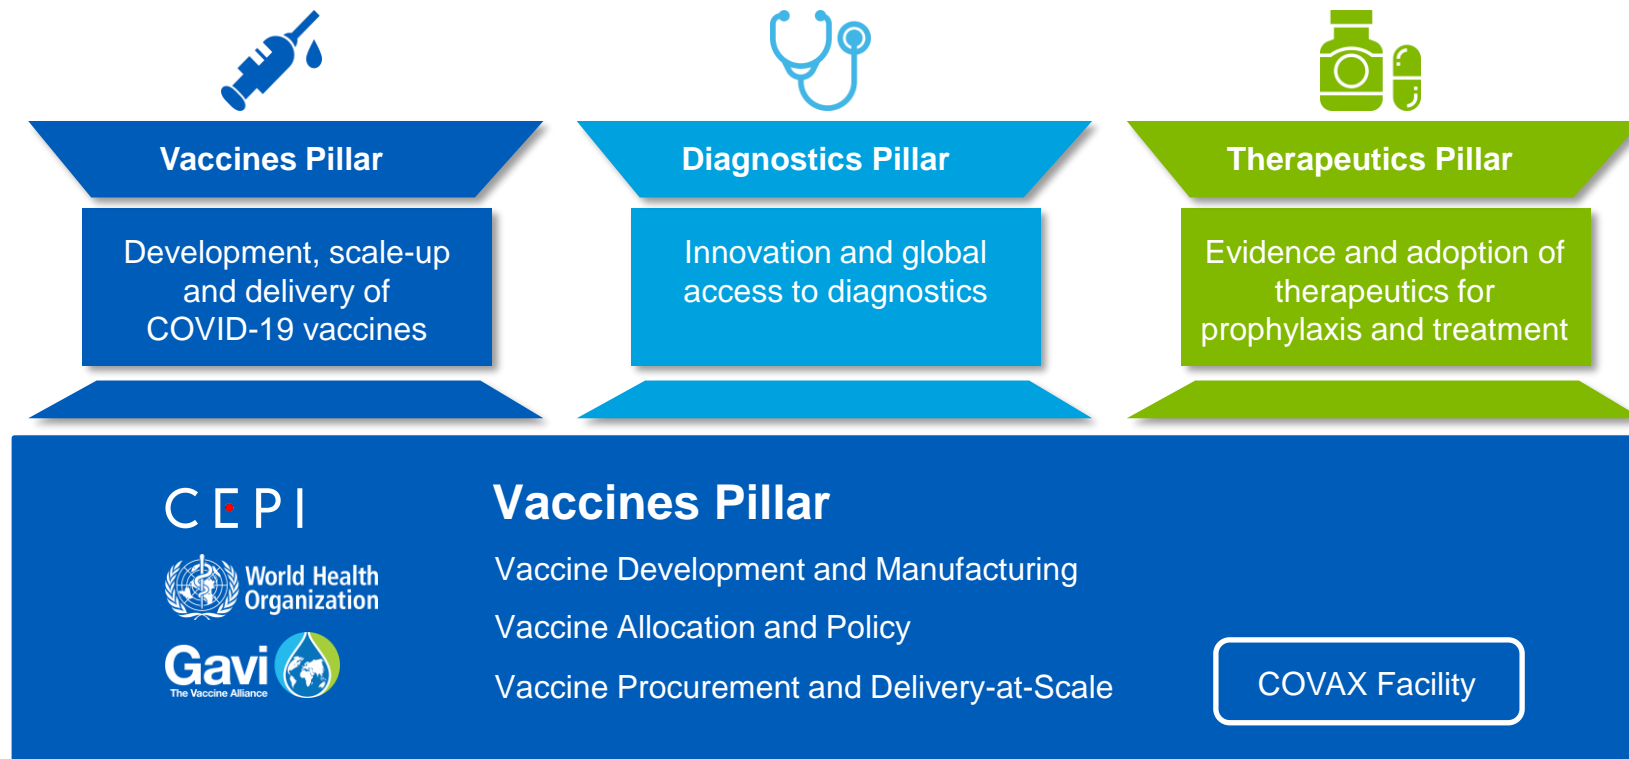 Vaccines Pillar
Development, scale-up
and delivery of
COVID-19 vaccines
Diagnostics Pillar
Innovation and global
access to diagnostics
Therapeutics Pillar
Evidence and adoption of
therapeutics for
prophylaxis and treatment
CEPI
World Health
Organization
Gavi
The Vaccine Alliance
Vaccines Pillar
Vaccine Development and Manufacturing
Vaccine Allocation and Policy
Vaccine Procurement and Delivery-at-Scale
COVAX Facility